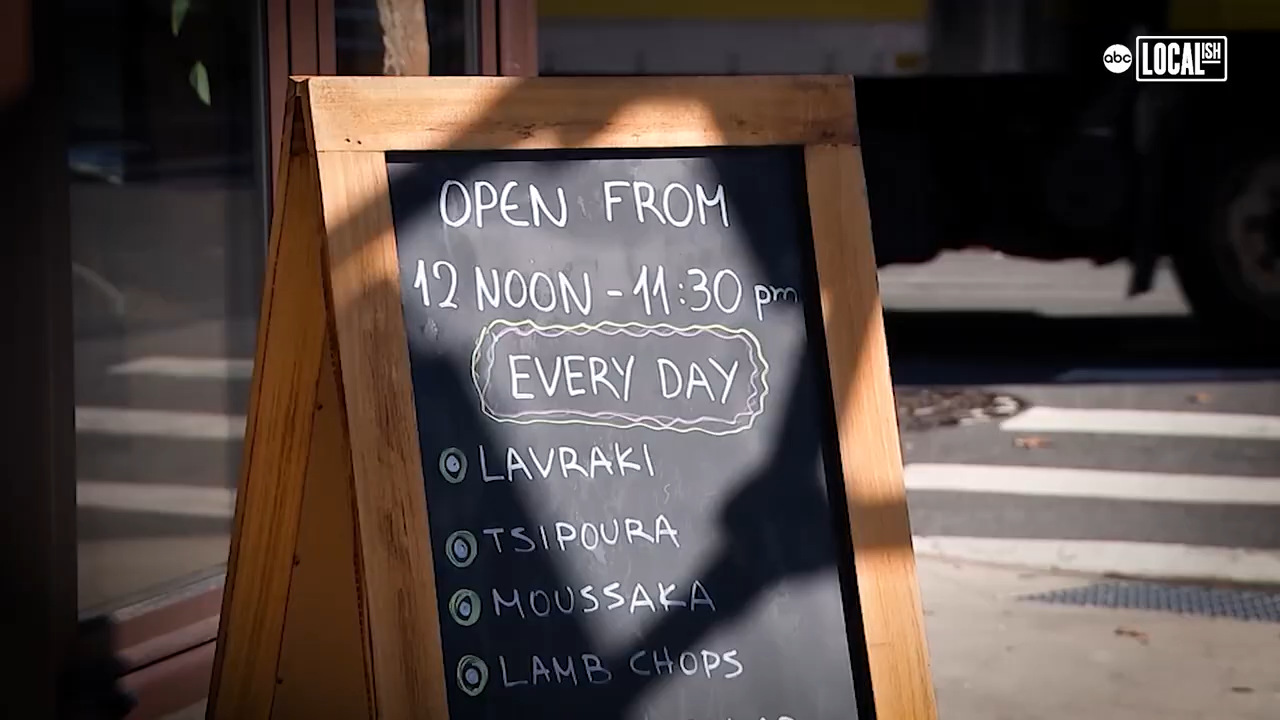 abc LOCALISH
OPEN FROM
12 NOON - 11:30 pm
EVERY DAY
LAVRAKI
TSIPOURA
MOUSSAKA
LAMB CHOPS